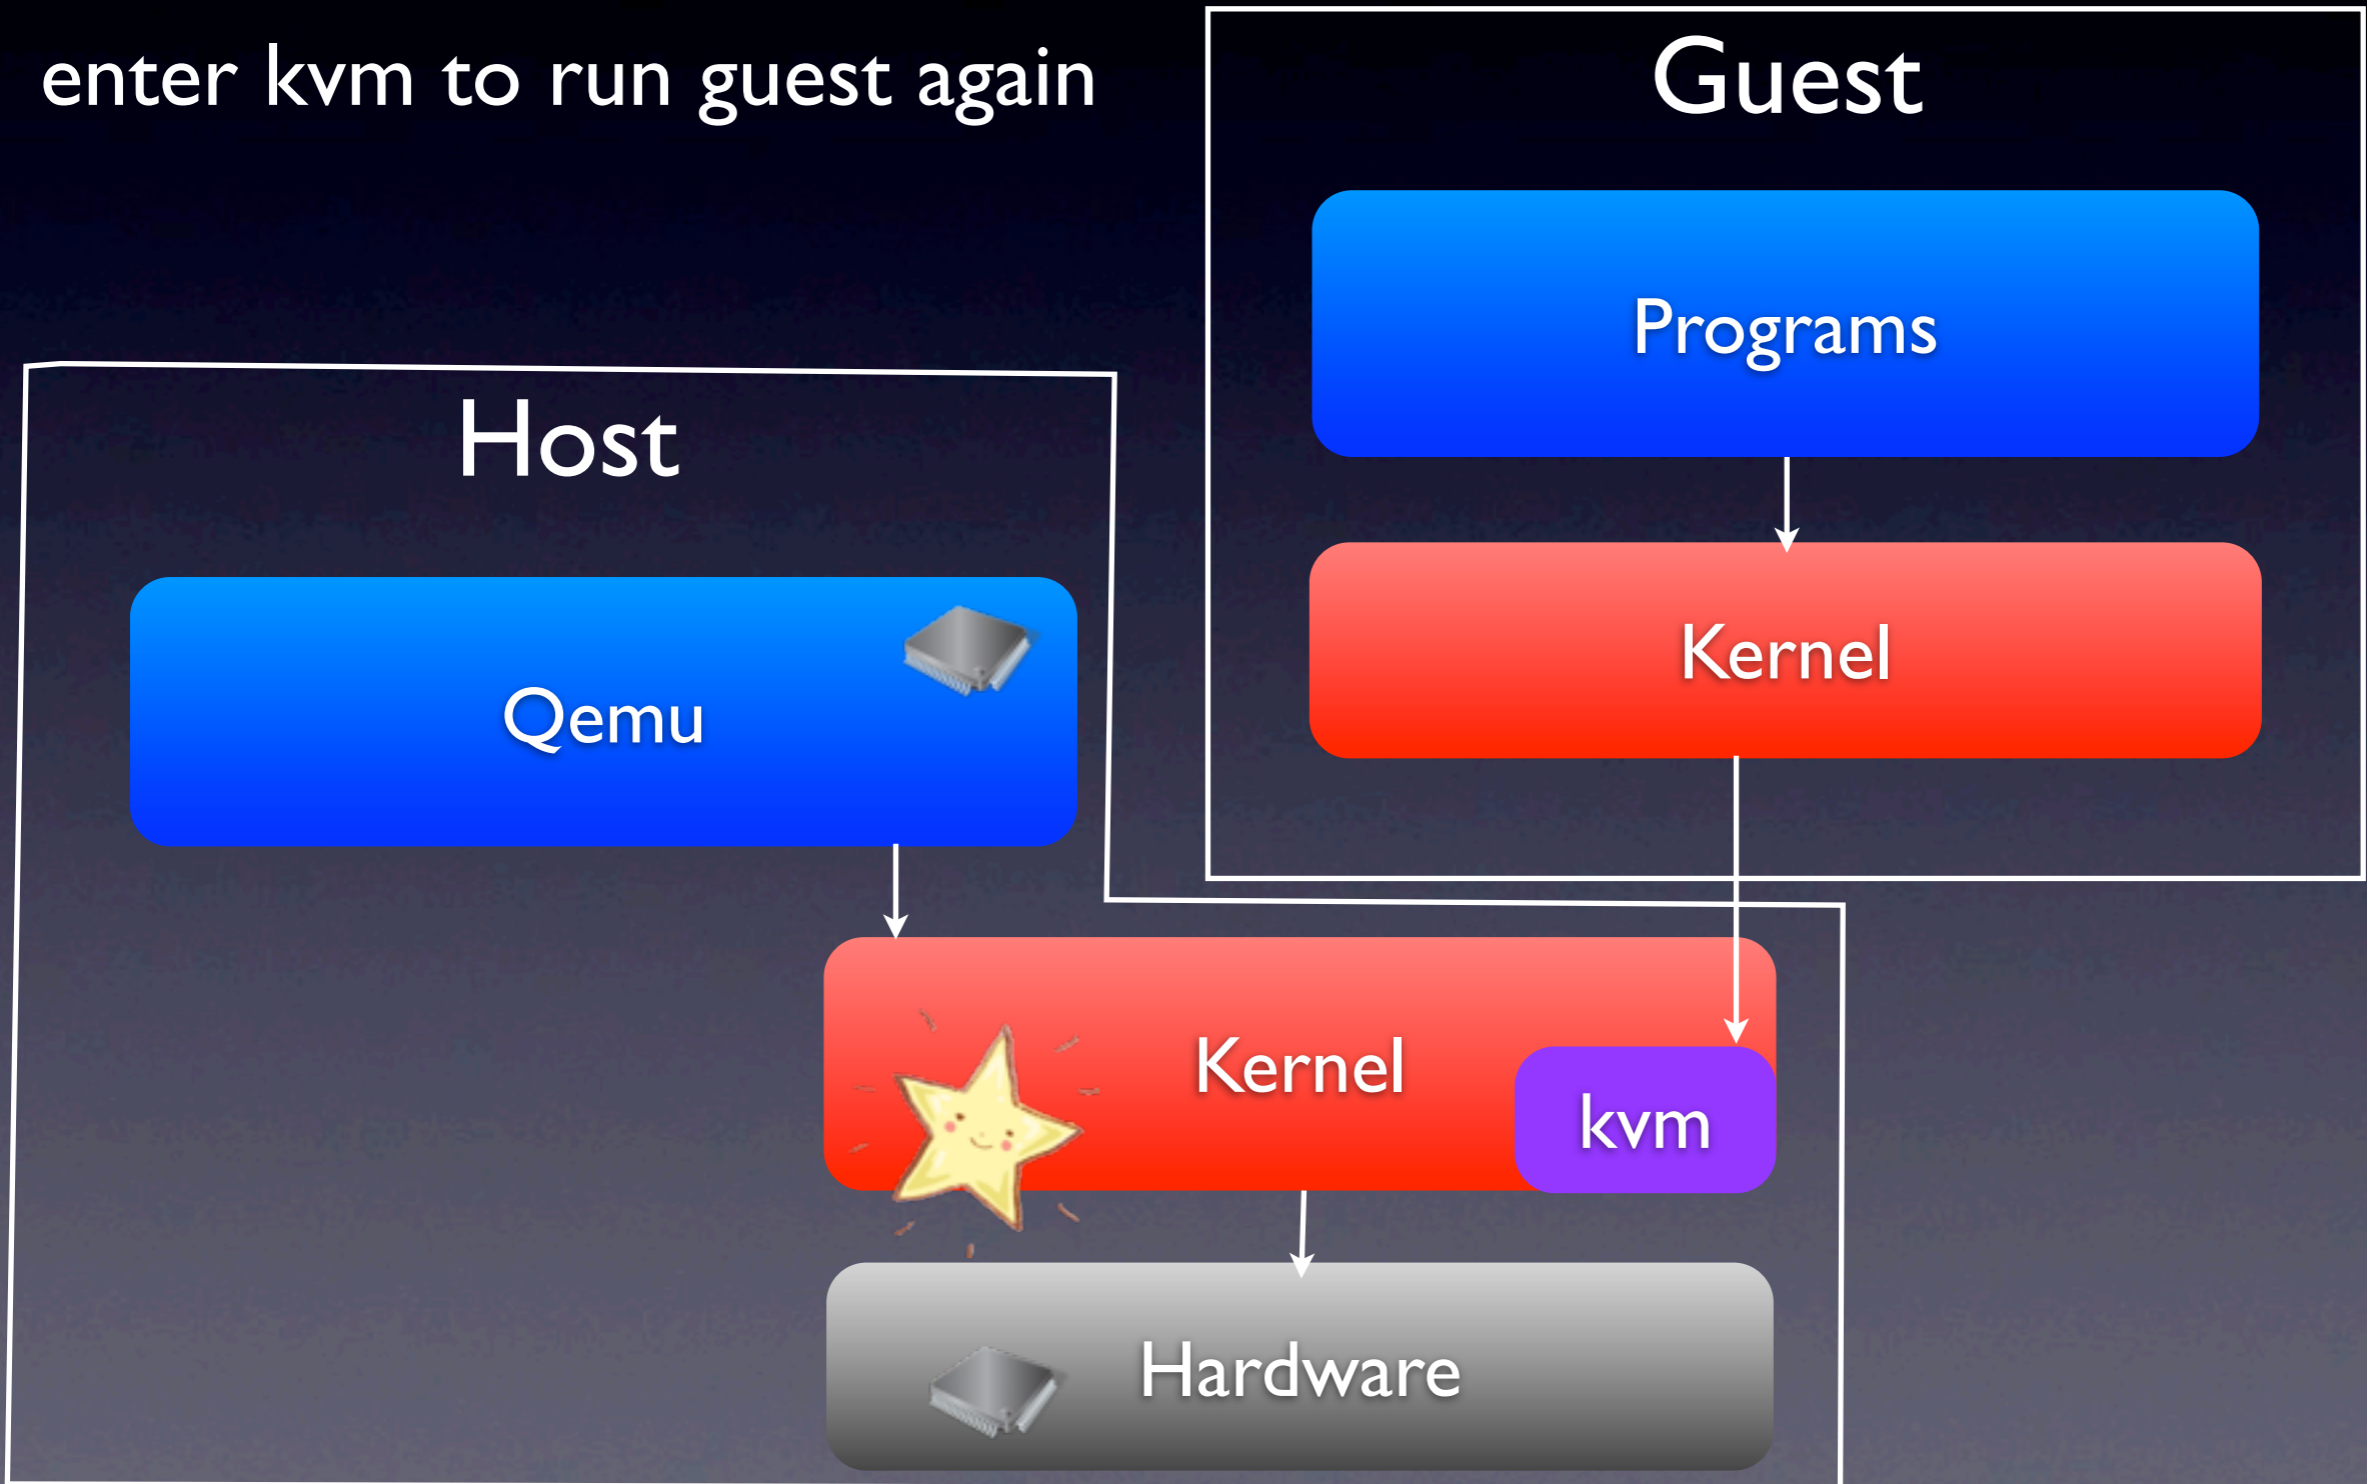 enter kvm to run guest again
Guest
Programs
Kernel
Host
Qemu
Kernel
kvm
Hardware